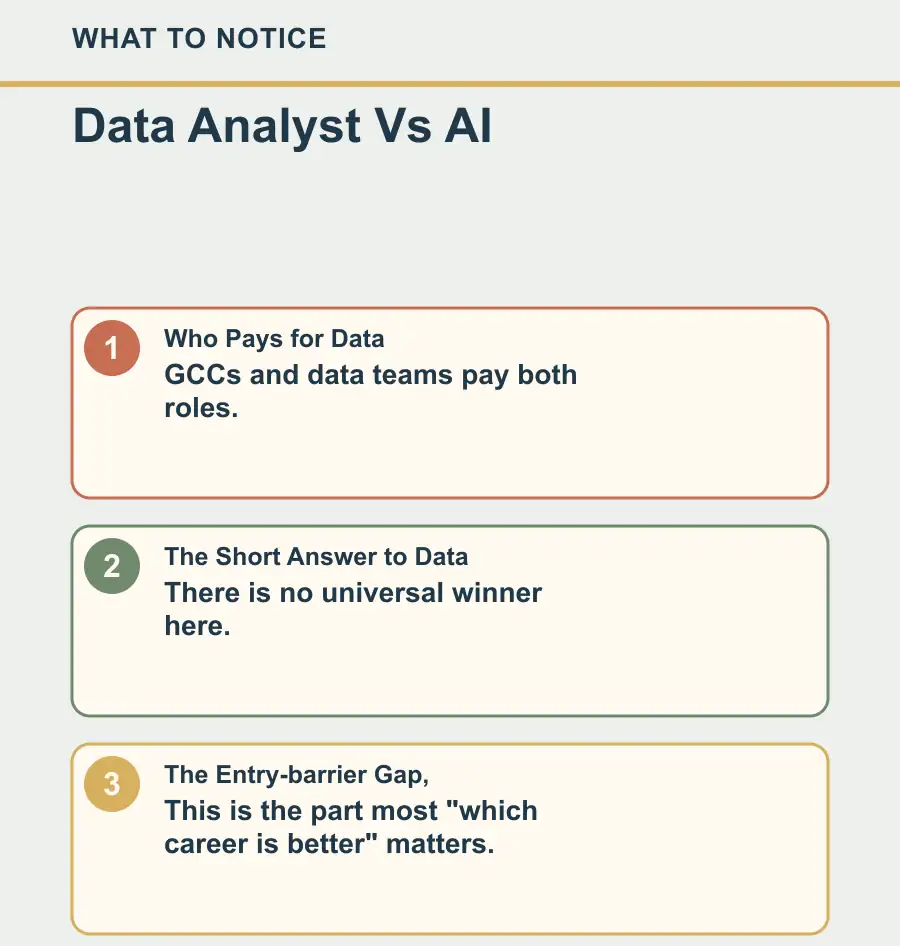 WHAT TO NOTICE
Data Analyst Vs AI
1
Who Pays for Data
GCCs and data teams pay both
roles.
2
The Short Answer to Data
There is no universal winner
here.
3
The Entry-barrier Gap,
This is the part most "which
career is better" matters.